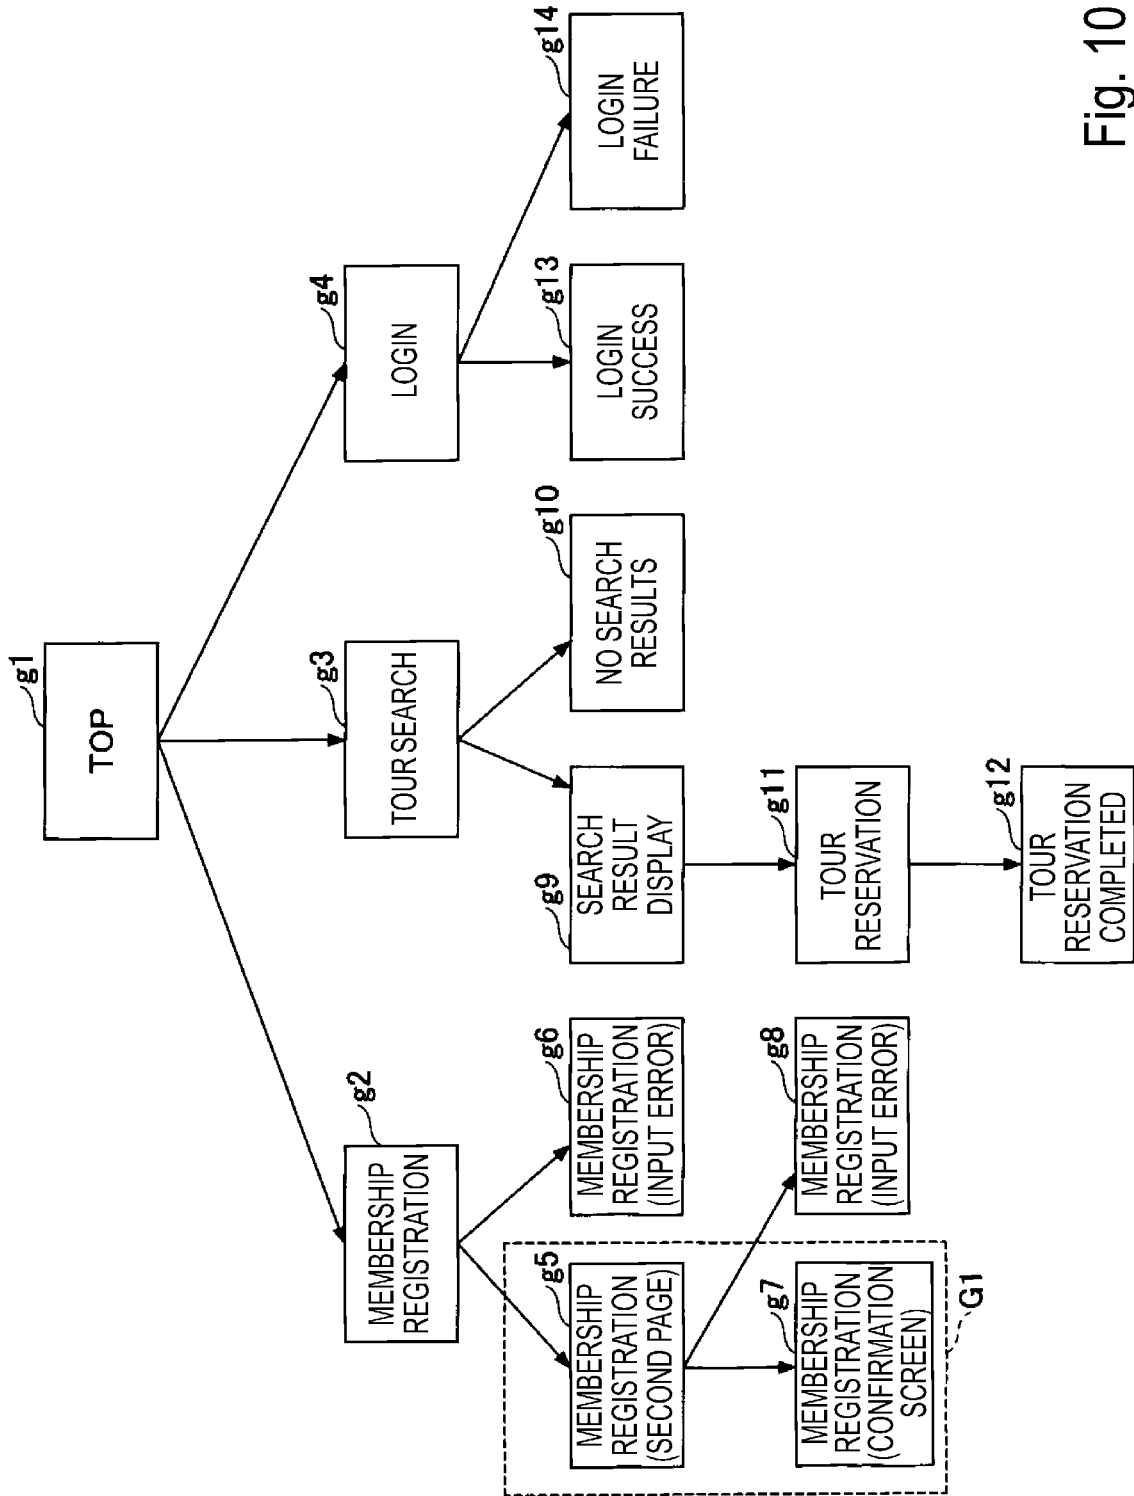 g1
TOP
g2
MEMBERSHIP
REGISTRATION
g3
TOUR SEARCH
g4
LOGIN
g5
MEMBERSHIP
REGISTRATION
(SECOND PAGE)
g6
MEMBERSHIP
REGISTRATION
(INPUT ERROR)
g9
SEARCH
RESULT
DISPLAY
g10
NO SEARCH
RESULTS
g13
LOGIN
SUCCESS
g14
LOGIN
FAILURE
g7
MEMBERSHIP
REGISTRATION
(CONFIRMATION
SCREEN)
g8
MEMBERSHIP
REGISTRATION
(INPUT ERROR)
g11
TOUR
RESERVATION
G1
g12
TOUR
RESERVATION
COMPLETED
Fig. 10